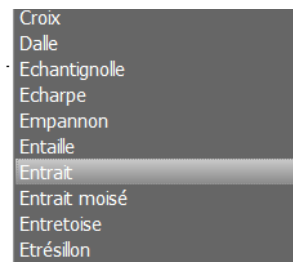 Croix
Dalle
Echantignolle
Echarpe
Empannon
Entaille
Entrait
Entrait moisé
Entretoise
Etrésillon